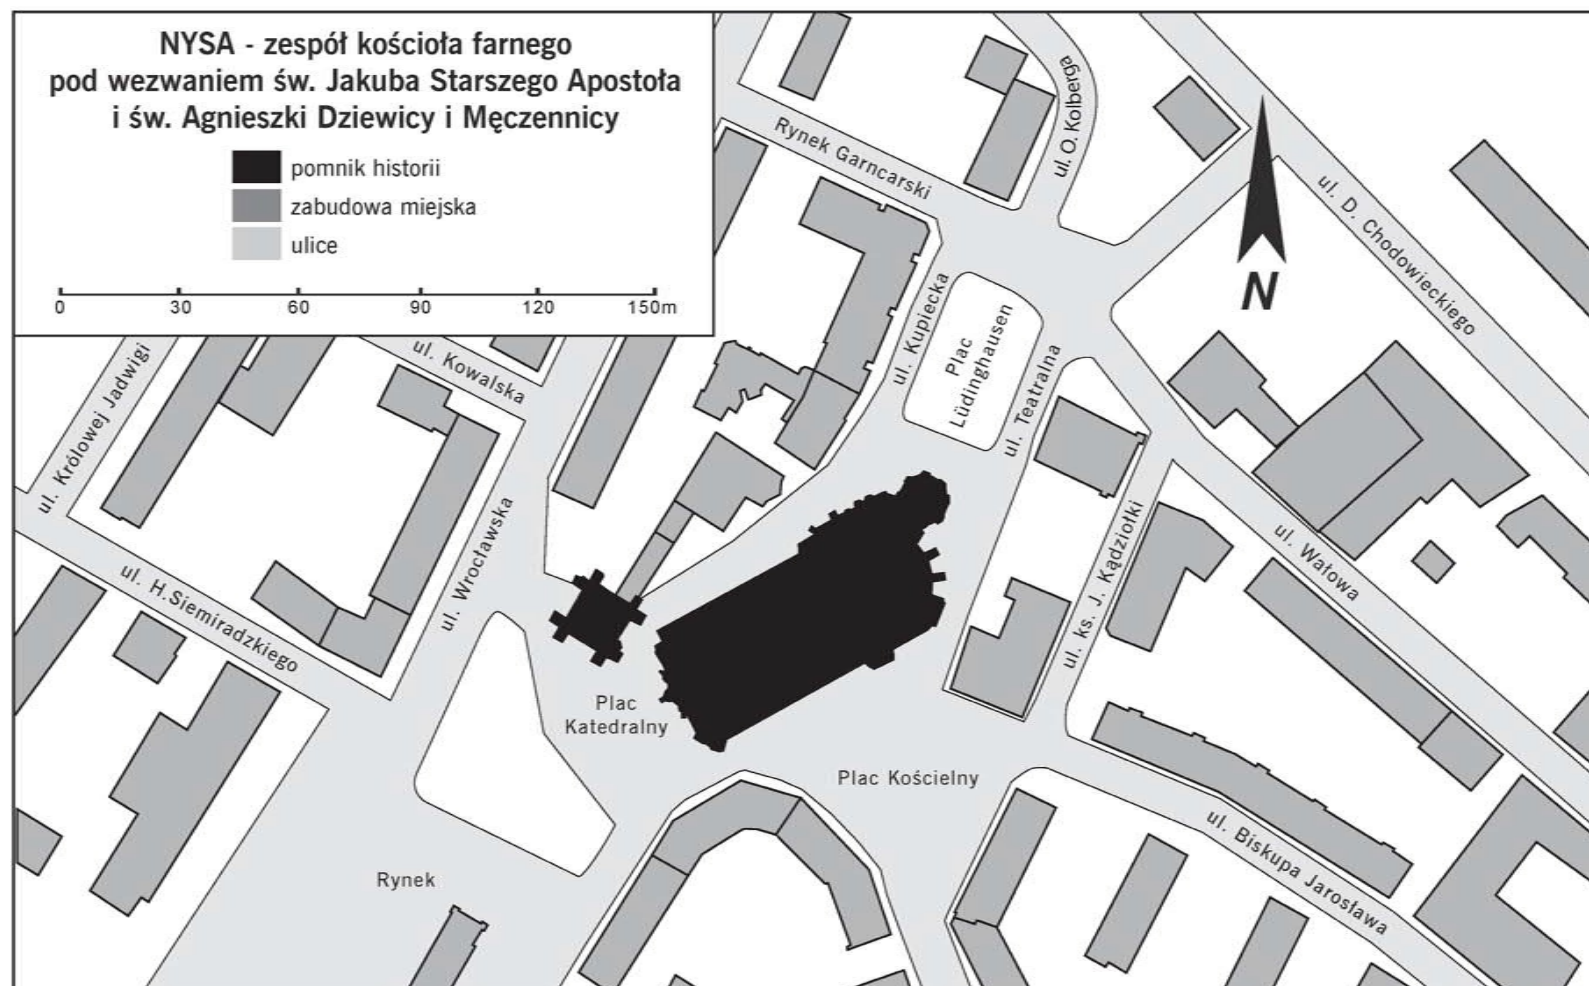 NYSA - zespół kościoła farnego
pod wezwaniem św. Jakuba Starszego Apostoła
i św. Agnieszki Dziewicy i Męczennicy
pomnik historii
zabudowa miejska
ulice
0 30 60 90 120 150m
Rynek Garncarski
ul. O. Kolberga
ul. D. Chodowieckiego
N
ul. Kupiecka
Plac
Lüdinghausen
ul. Teatralna
ul. Kowalska
ul. Królowej Jadwigi
ul. Wrocławska
ul. H.Siemiradzkiego
ul. ks. J. Kądziołki
ul. Wałowa
Plac
Katedralny
Plac Kościelny
ul. Biskupa Jarosława
Rynek